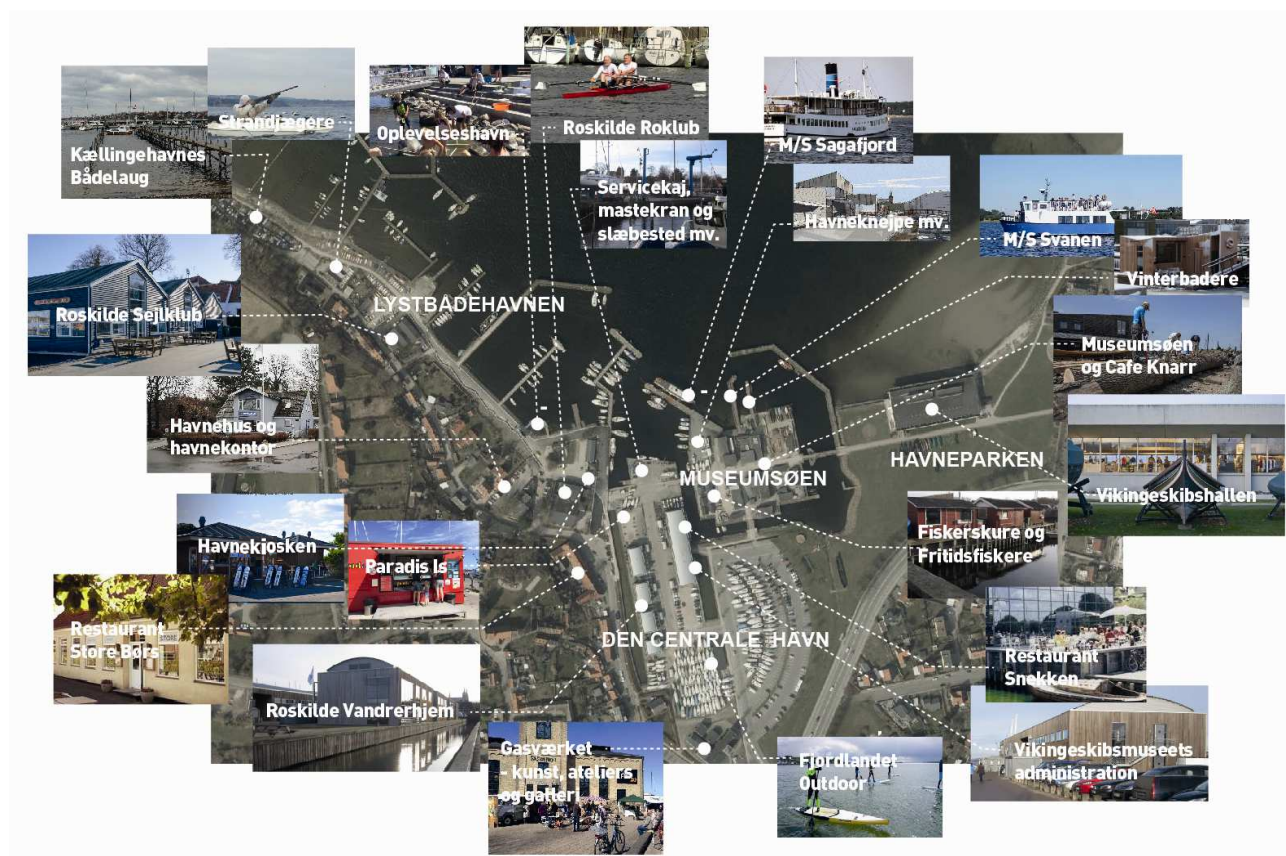 Strandjægere
Oplevelseshavn
Roskilde Roklub
M/S Sagafjord
Kællingehavnes
Bådelaug
Servicekaj,
mastekran og
slæbested mv.
Havneknejpe mv.
M/S Svanen
Vinterbadere
LYSTBÅDEHAVNEN
Roskilde Sejlklub
Museumsøen
og Cafe Knarr
Havnehus og
havnekontor
MUSEUMSØEN
HAVNEPARKEN
Vikingeskibshallen
Havnekiosken
Paradis Is
Fiskerskure og
Fritidsfiskere
Restaurant
Store Børs
DEN CENTRALE HAVN
Restaurant
Snekken
Roskilde Vandrerhjem
Gasværket
- kunst, ateliers
og galleri
Fjordlandet
Outdoor
Vikingeskibsmuseets
administration